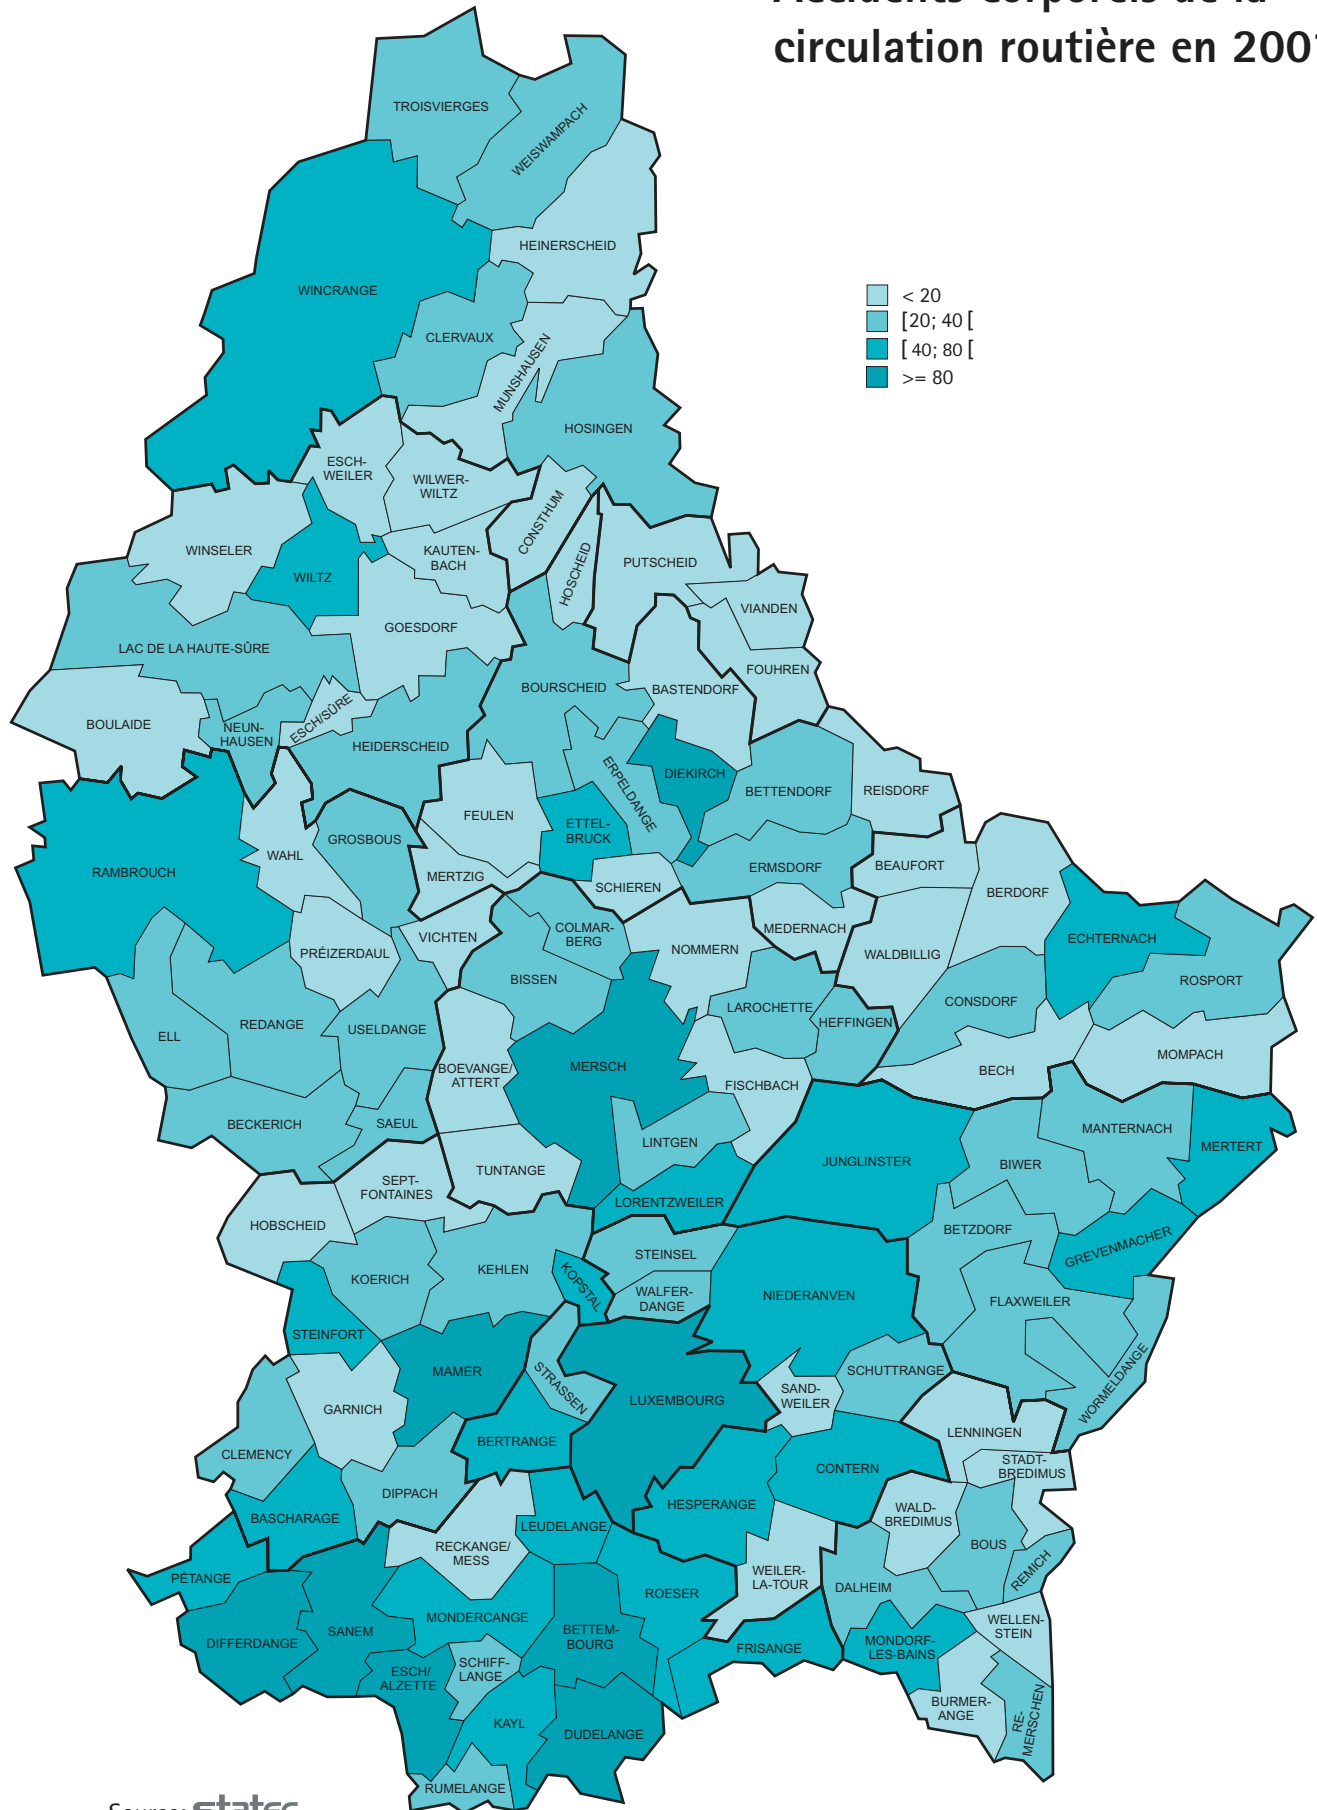 circulation routière en 200
TROISVIERGES
WEISWAMPACH
HEINERSCHEID
WINCRANGE
< 20
[20; 40 [
[ 40; 80 [
>= 80
CLERVAUX
MUNSHAUSEN
HOSINGEN
ESCH-
WEILER
WILWER-
WILTZ
CONSTHUM
WINSELER
WILTZ
KAUTEN-
BACH
HOSCHEID
PUTSCHEID
VIANDEN
GOESDORF
LAC DE LA HAUTE-SÛRE
FOUHREN
BOURSCHEID
BASTENDORF
BOULAIDE
NEUN-
HAUSEN
ESCH/SÛRE
HEIDERSCHEID
ERPELDANGE
DIEKIRCH
BETTENDORF
REISDORF
FEULEN
ETTEL-
BRUCK
GROSBOUS
WAHL
RAMBROUCH
MERTZIG
SCHIEREN
ERMSDORF
BEAUFORT
BERDORF
VICHTEN
COLMAR-
BERG
MEDERNACH
NOMMERN
ECHTERNACH
PRÉIZERDAUL
WALDBILLIG
BISSEN
ROSPORT
CONSDORF
LAROCHETTE
HEFFINGEN
ELL
REDANGE
USELDANGE
MERSCH
BOEVANGE/
ATTERT
FISCHBACH
BECH
MOMPACH
BECKERICH
SAEUL
LINTGEN
MANTERNACH
MERTERT
JUNGLINSTER
BIWER
TUNTANGE
SEPT-
FONTAINES
LORENTZWEILER
HOBSCHEID
BETZDORF
GREVENMACHER
STEINSEL
KOERICH
KEHLEN
KOPSTAL
WALFER-
DANGE
NIEDERANVEN
FLAXWEILER
STEINFORT
MAMER
STRASSEN
SCHUTTRANGE
WORMELDANGE
SAND-
WEILER
LUXEMBOURG
GARNICH
LENNINGEN
CLEMENCY
BERTRANGE
CONTERN
STADT-
BREDIMUS
DIPPACH
HESPERANGE
WALD-
BREDIMUS
BASCHARAGE
LEUDELANGE
RECKANGE/
MESS
BOUS
REMICH
PÉTANGE
WEILER-
LA-TOUR
DALHEIM
ROESER
MONDERCANGE
WELLEN-
STEIN
DIFFERDANGE
SANEM
BETTEM-
BOURG
FRISANGE
MONDORF-
LES-BAINS
SCHIFF-
LANGE
ESCH/
ALZETTE
BURMER-
ANGE
RE-
MERSCHEN
KAYL
DUDELANGE
RUMELANGE